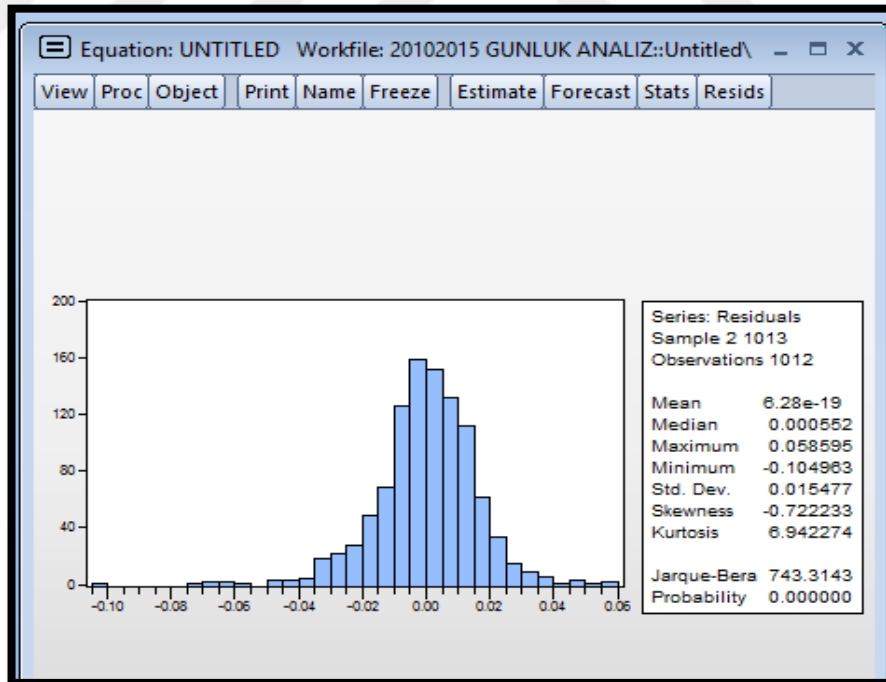 Equation: UNTITLED Workfile: 20102015 GUNLUK ANALIZ::Untitled\
View Proc Object Print Name Freeze Estimate Forecast Stats Resids
200
160
120
80
40
0
-0.10 -0.08 -0.06 -0.04 -0.02 0.00 0.02 0.04 0.06
Series: Residuals
Sample 2 1013
Observations 1012
Mean 6.28e-19
Median 0.000552
Maximum 0.058595
Minimum -0.104963
Std. Dev. 0.015477
Skewness -0.722233
Kurtosis 6.942274
Jarque-Bera 743.3143
Probability 0.000000